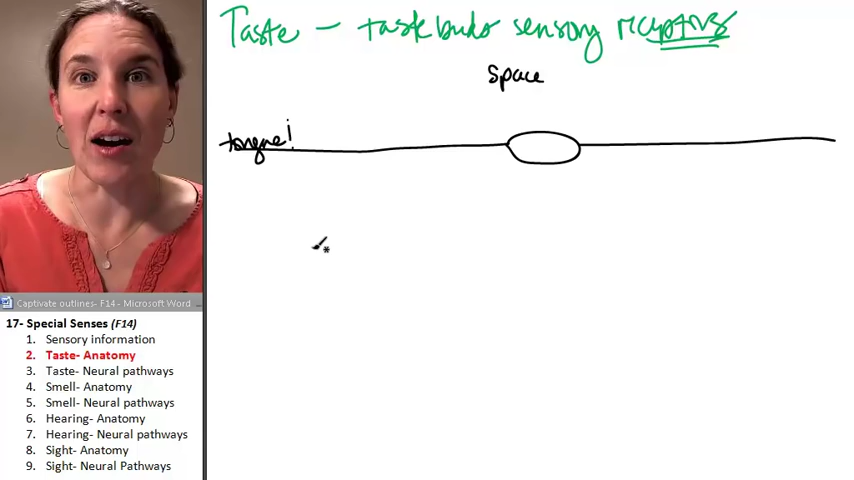 Taste - tastebuds sensory receptors
Space
tongue!
Captivate outlines- F14 - Microsoft Word ...
17- Special Senses (F14)
1. Sensory information
2. Taste- Anatomy
3. Taste- Neural pathways
4. Smell- Anatomy
5. Smell- Neural pathways
6. Hearing- Anatomy
7. Hearing- Neural pathways
8. Sight- Anatomy
9. Sight- Neural Pathways